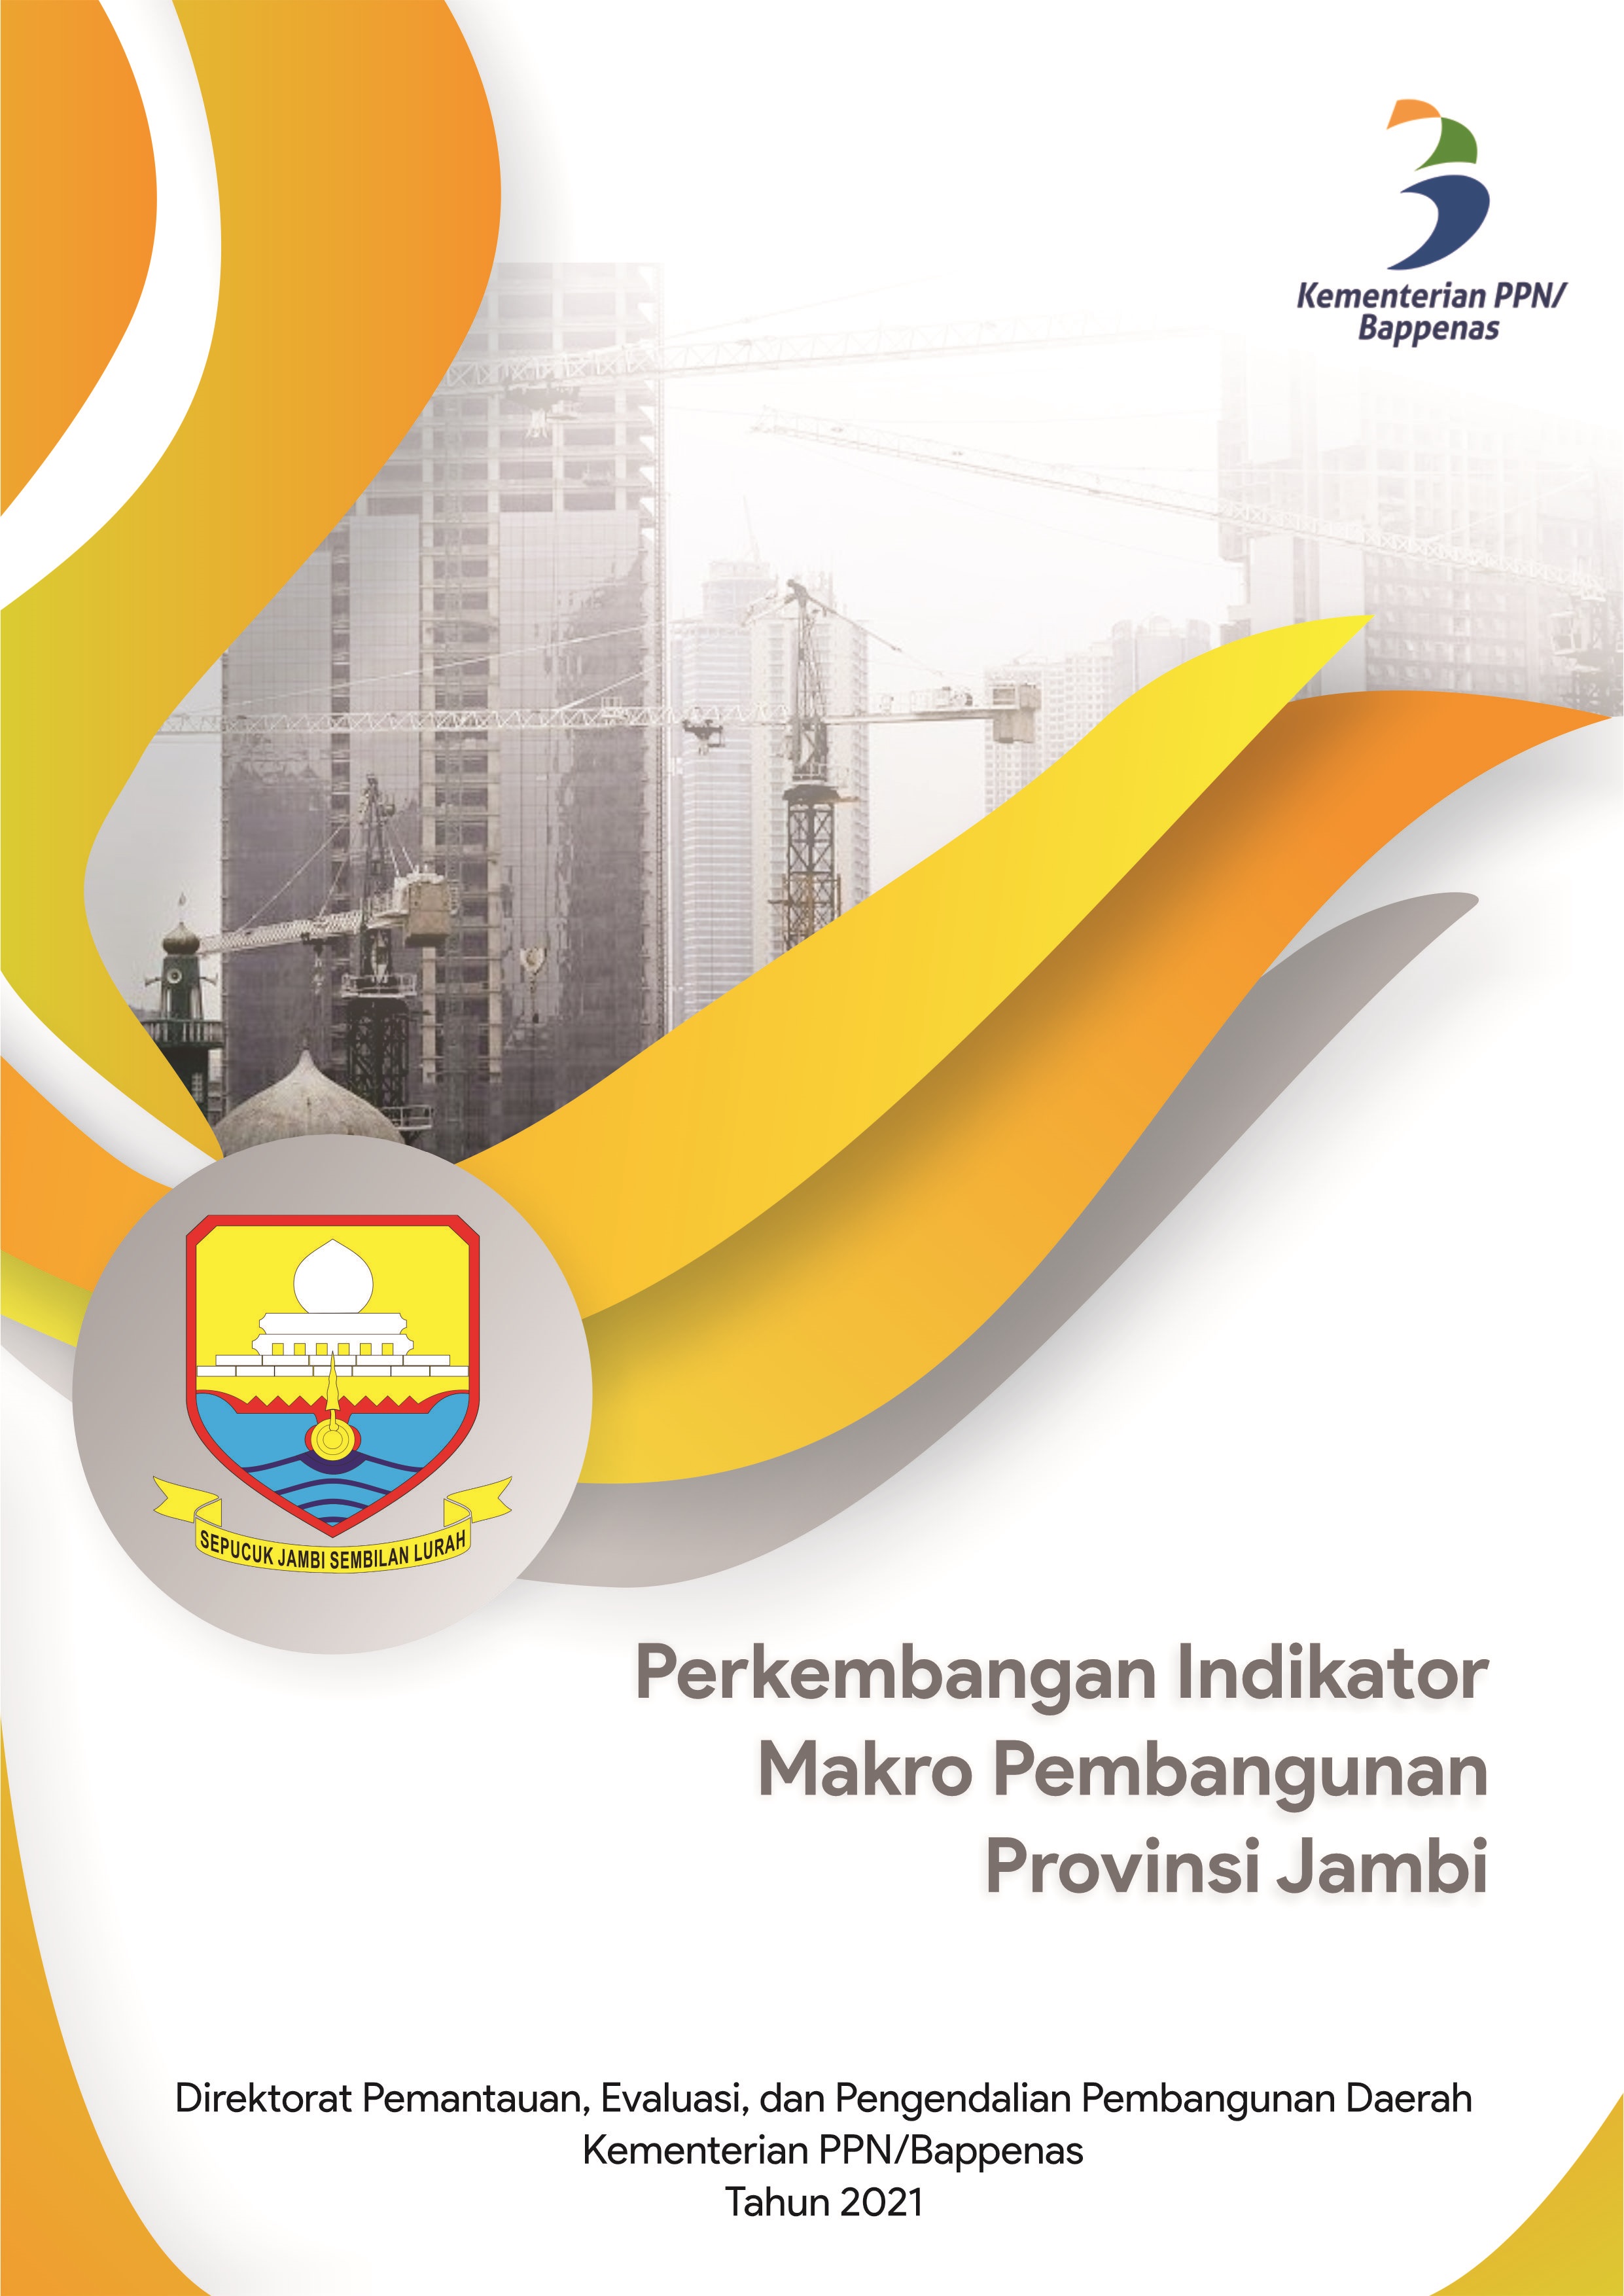 Kementerian PPN/
Bappenas
SEPUCUK JAMBI SEMBILAN LURAH
Perkembangan Indikator
Makro Pembangunan
Provinsi Jambi
Direktorat Pemantauan, Evaluasi, dan Pengendalian Pembangunan Daerah
Kementerian PPN/Bappenas
Tahun 2021